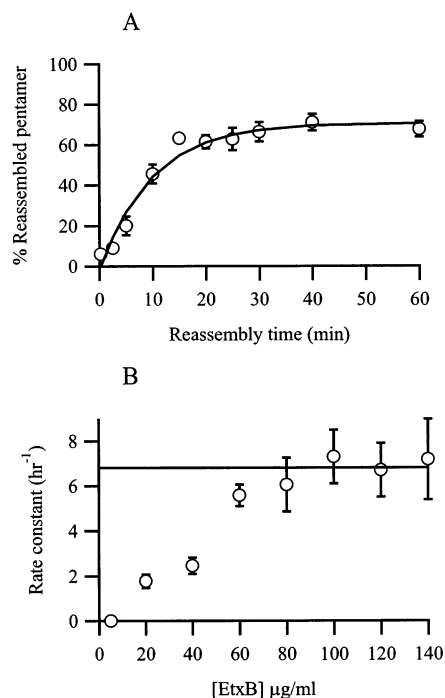 A
100
80
60
40
20
0
% Reassembled pentamer
0 10 20 30 40 50 60
Reassembly time (min)
B
8
6
4
2
0
Rate constant (hr⁻¹)
0 20 40 60 80 100 120 140
[EtxB] µg/ml